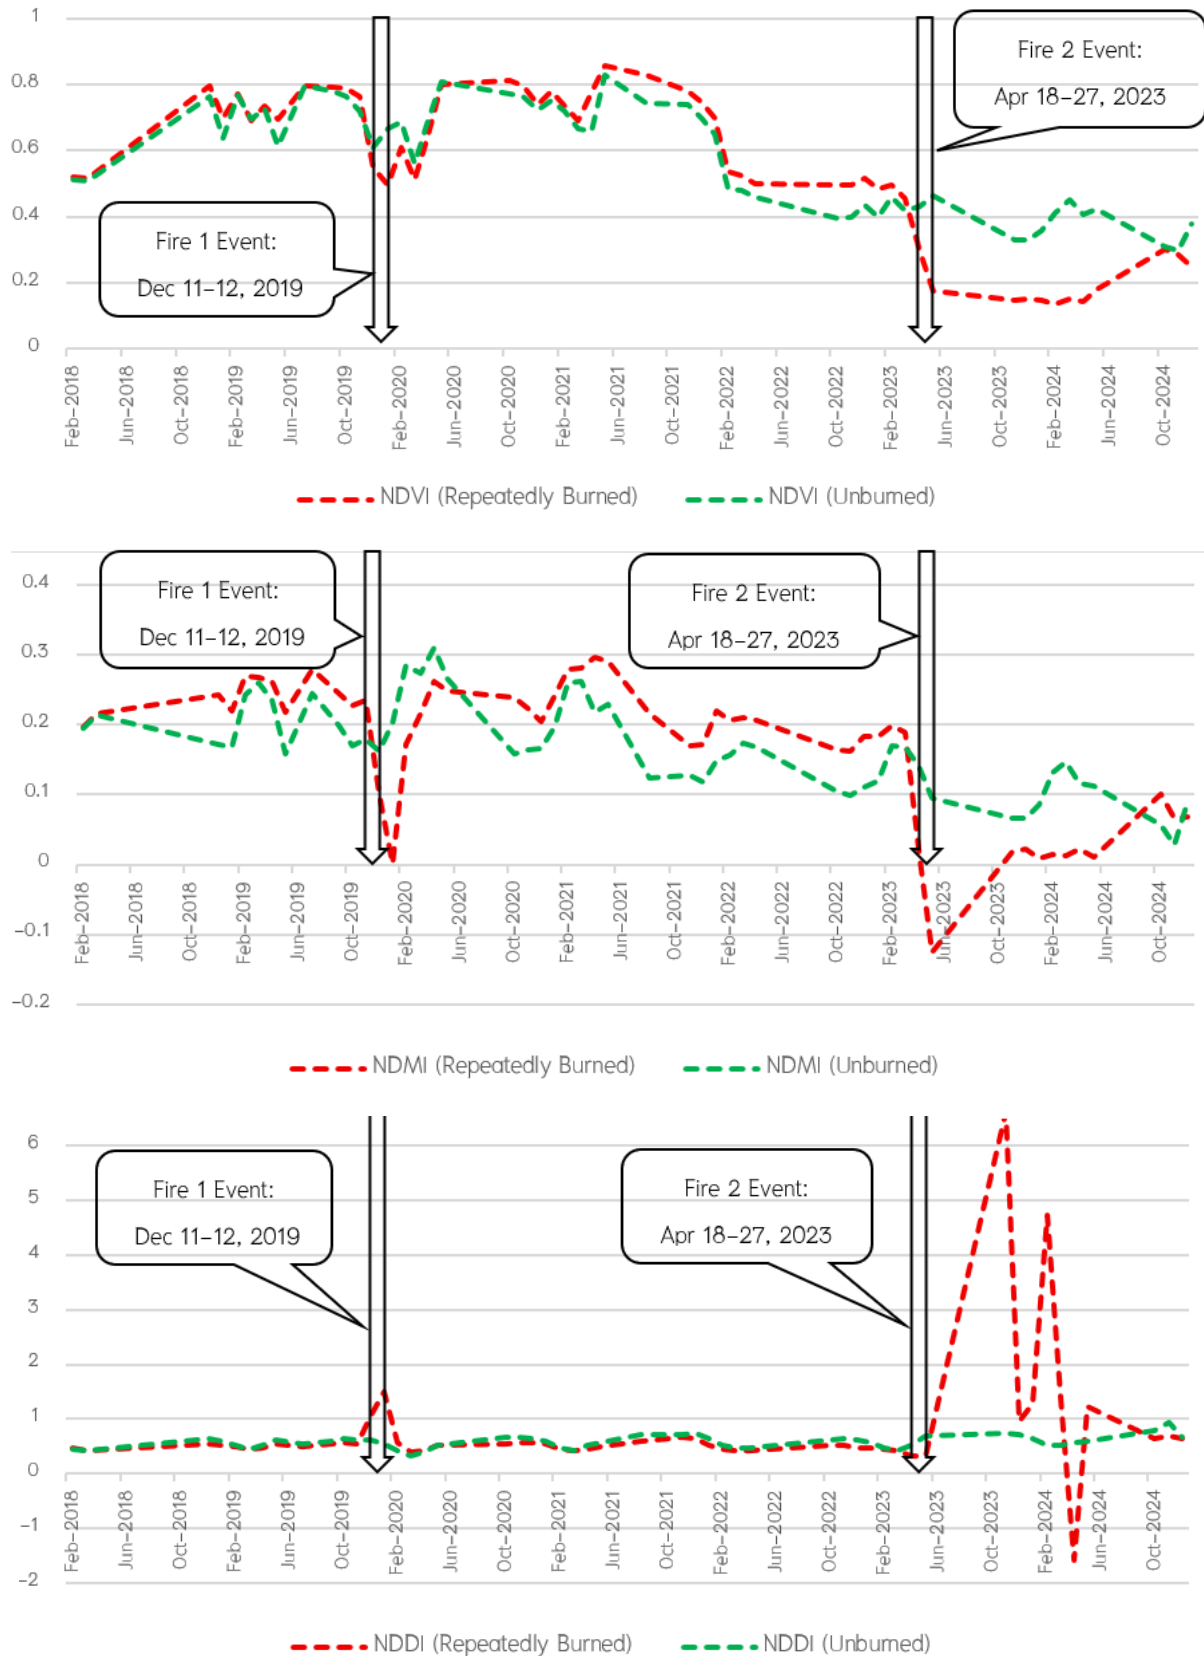 1
0.8
0.6
0.4
0.2
0
Fire 2 Event:
Apr 18–27, 2023
Fire 1 Event:
Dec 11–12, 2019
Feb–2018
Jun–2018
Oct–2018
Feb–2019
Jun–2019
Oct–2019
Feb–2020
Jun–2020
Oct–2020
Feb–2021
Jun–2021
Oct–2021
Feb–2022
Jun–2022
Oct–2022
Feb–2023
Jun–2023
Oct–2023
Feb–2024
Jun–2024
Oct–2024
NDVI (Repeatedly Burned) NDVI (Unburned)
0.4
0.3
0.2
0.1
0
–0.1
–0.2
Fire 1 Event:
Dec 11–12, 2019
Fire 2 Event:
Apr 18–27, 2023
Feb–2018
Jun–2018
Oct–2018
Feb–2019
Jun–2019
Oct–2019
Feb–2020
Jun–2020
Oct–2020
Feb–2021
Jun–2021
Oct–2021
Feb–2022
Jun–2022
Oct–2022
Feb–2023
Jun–2023
Oct–2023
Feb–2024
Jun–2024
Oct–2024
NDMI (Repeatedly Burned) NDMI (Unburned)
6
5
4
3
2
1
0
–1
–2
Fire 1 Event:
Dec 11–12, 2019
Fire 2 Event:
Apr 18–27, 2023
Feb–2018
Jun–2018
Oct–2018
Feb–2019
Jun–2019
Oct–2019
Feb–2020
Jun–2020
Oct–2020
Feb–2021
Jun–2021
Oct–2021
Feb–2022
Jun–2022
Oct–2022
Feb–2023
Jun–2023
Oct–2023
Feb–2024
Jun–2024
Oct–2024
NDDI (Repeatedly Burned) NDDI (Unburned)